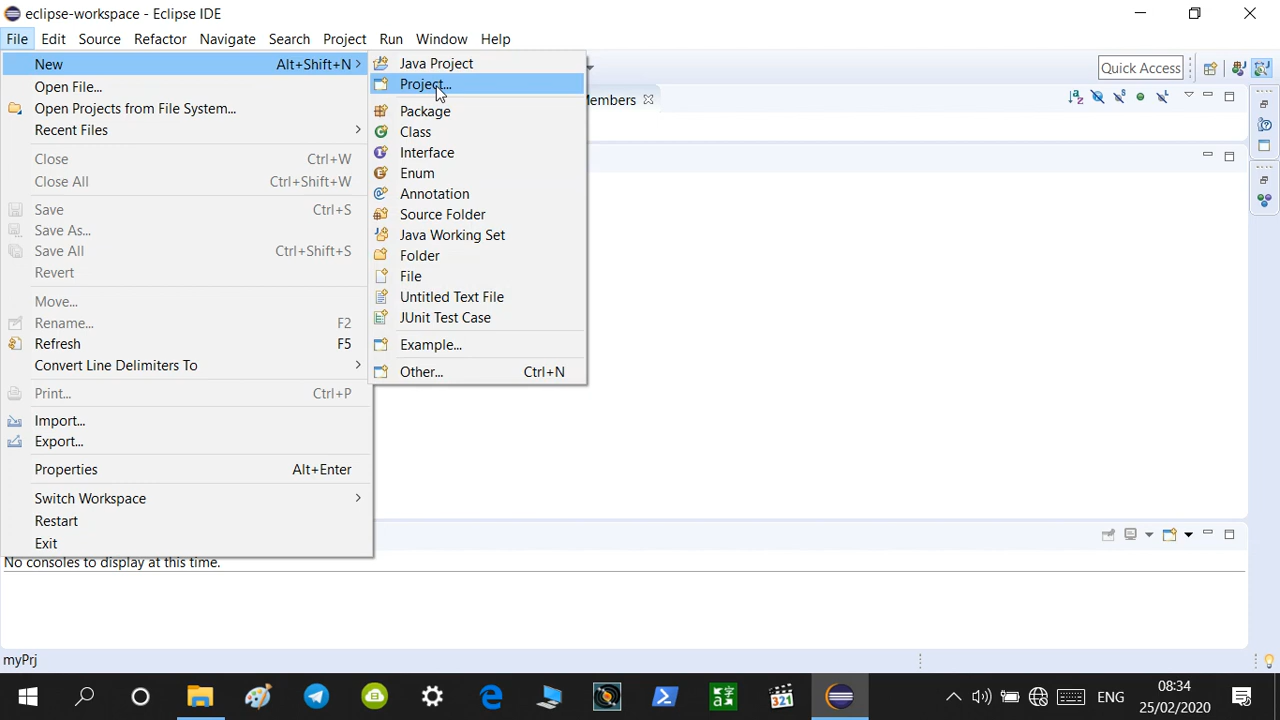 eclipse-workspace - Eclipse IDE
File Edit Source Refactor Navigate Search Project Run Window Help
New Alt+Shift+N >
Open File...
Open Projects from File System...
Recent Files >
Close Ctrl+W
Close All Ctrl+Shift+W
Save Ctrl+S
Save As...
Save All Ctrl+Shift+S
Revert
Move...
Rename... F2
Refresh F5
Convert Line Delimiters To >
Print... Ctrl+P
Import...
Export...
Properties Alt+Enter
Switch Workspace >
Restart
Exit
Java Project
Project...
Package
Class
Interface
Enum
Annotation
Source Folder
Java Working Set
Folder
File
Untitled Text File
JUnit Test Case
Example...
Other... Ctrl+N
Quick Access
Members
No consoles to display at this time.
myPrj
321
ENG
08:34
25/02/2020